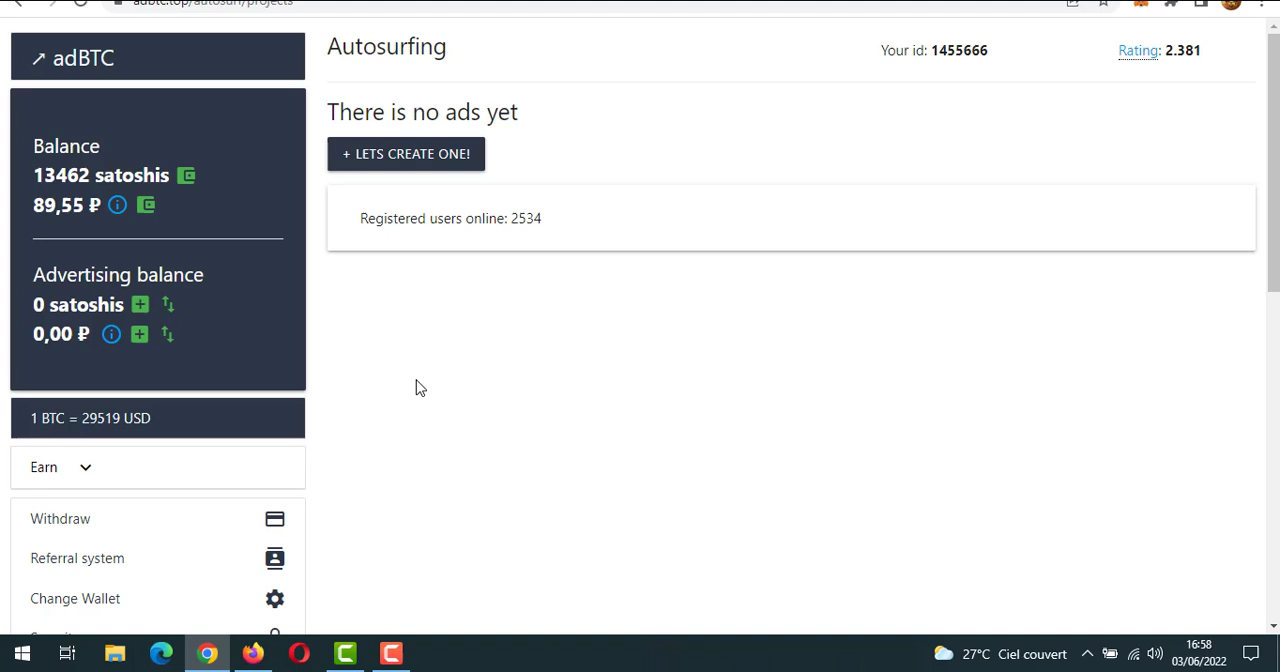 adbtc.top/autosurf/projects
adBTC
Autosurfing
Your id: 1455666
Rating: 2.381
There is no ads yet
+ LETS CREATE ONE!
Registered users online: 2534
Balance
13462 satoshis
89,55 ₽
Advertising balance
0 satoshis
0,00 ₽
1 BTC = 29519 USD
Earn
Withdraw
Referral system
Change Wallet
27°C Ciel couvert
16:58
03/06/2022